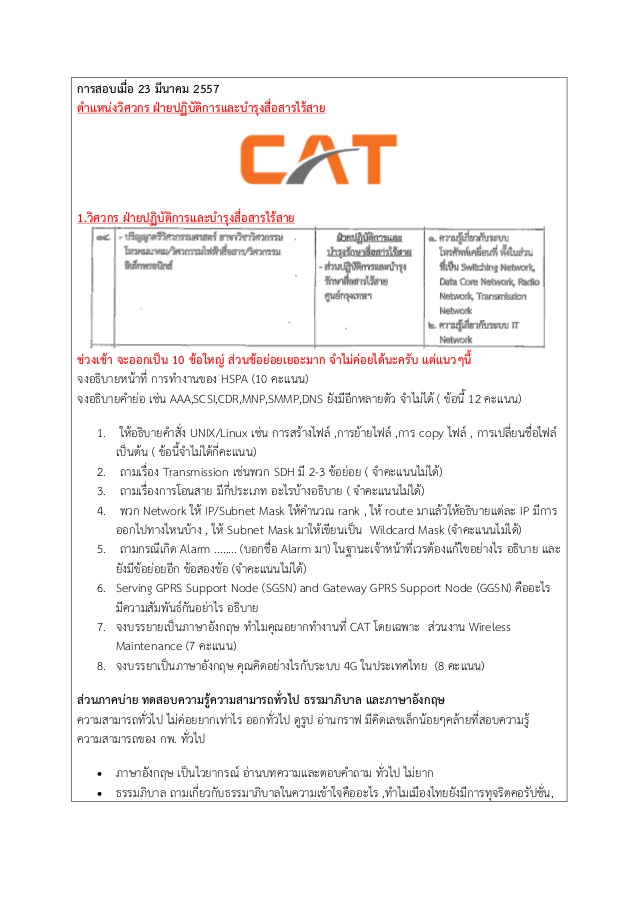 การสอบเมื่อ 23 มีนาคม 2557
ตำแหน่งวิศวกร ฝ่ายปฏิบัติการและบำรุงสื่อสารไร้สาย
CAT
1.วิศวกร ฝ่ายปฏิบัติการและบำรุงสื่อสารไร้สาย
๑๔. - ปริญญาตรีวิศวกรรมศาสตร์ สาขาวิชาวิศวกรรม
โทรคมนาคม/วิศวกรรมไฟฟ้าสื่อสาร/วิศวกรรม
อิเล็กทรอนิกส์
ฝ่ายปฏิบัติการและ
บำรุงรักษาสื่อสารไร้สาย
- ส่วนปฏิบัติการและบำรุง
รักษาสื่อสารไร้สาย
ศูนย์กรุงเทพฯ
๑. ความรู้เกี่ยวกับระบบ
โทรศัพท์เคลื่อนที่ ทั้งในส่วน
ที่เป็น Switching Network,
Data Core Network, Radio
Network, Transmission
Network
๒. ความรู้เกี่ยวกับระบบ IT
Network
ช่วงเช้า จะออกเป็น 10 ข้อใหญ่ ส่วนข้อย่อยเยอะมาก จำไม่ค่อยได้นะครับ แต่แนวๆนี้
จงอธิบายหน้าที่ การทำงานของ HSPA (10 คะแนน)
จงอธิบายคำย่อ เช่น AAA,SCSI,CDR,MNP,SMMP,DNS ยังมีอีกหลายตัว จำไม่ได้ ( ข้อนี้ 12 คะแนน)
1. ให้อธิบายคำสั่ง UNIX/Linux เช่น การสร้างไฟล์ ,การย้ายไฟล์ ,การ copy ไฟล์ , การเปลี่ยนชื่อไฟล์
เป็นต้น ( ข้อนี้จำไม่ได้กี่คะแนน)
2. ถามเรื่อง Transmission เช่นพวก SDH มี 2-3 ข้อย่อย ( จำคะแนนไม่ได้)
3. ถามเรื่องการโอนสาย มีกี่ประเภท อะไรบ้างอธิบาย ( จำคะแนนไม่ได้)
4. พวก Network ให้ IP/Subnet Mask ให้คำนวณ rank , ให้ route มาแล้วให้อธิบายแต่ละ IP มีการ
ออกไปทางไหนบ้าง , ให้ Subnet Mask มาให้เขียนเป็น Wildcard Mask (จำคะแนนไม่ได้)
5. ถามกรณีเกิด Alarm ........ (บอกชื่อ Alarm มา) ในฐานะเจ้าหน้าที่เวรต้องแก้ไขอย่างไร อธิบาย และ
ยังมีข้อย่อยอีก ข้อสองข้อ (จำคะแนนไม่ได้)
6. Serving GPRS Support Node (SGSN) and Gateway GPRS Support Node (GGSN) คืออะไร
มีความสัมพันธ์กันอย่าไร อธิบาย
7. จงบรรยายเป็นภาษาอังกฤษ ทำไมคุณอยากทำงานที่ CAT โดยเฉพาะ ส่วนงาน Wireless
Maintenance (7 คะแนน)
8. จงบรรยาเป็นภาษาอังกฤษ คุณคิดอย่างไรกับระบบ 4G ในประเทศไทย (8 คะแนน)
ส่วนภาคบ่าย ทดสอบความรู้ความสามารถทั่วไป ธรรมาภิบาล และภาษาอังกฤษ
ความสามารถทั่วไป ไม่ค่อยยากเท่าไร ออกทั่วไป ดูรูป อ่านกราฟ มีคิดเลขเล็กน้อยๆคล้ายที่สอบความรู้
ความสามารถของ กพ. ทั่วไป
• ภาษาอังกฤษ เป็นไวยากรณ์ อ่านบทความและตอบคำถาม ทั่วไป ไม่ยาก
• ธรรมภิบาล ถามเกี่ยวกับธรรมาภิบาลในความเข้าใจคืออะไร ,ทำไมเมืองไทยยังมีการทุจริตคอรัปชั่น,